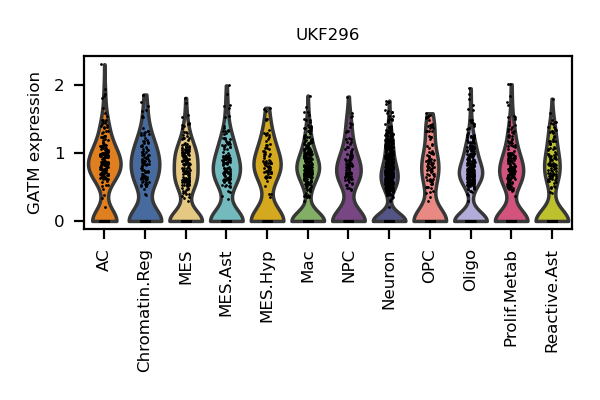 UKF296
GATM expression
2
1
0
AC
Chromatin.Reg
MES
MES.Ast
MES.Hyp
Mac
NPC
Neuron
OPC
Oligo
Prolif.Metab
Reactive.Ast